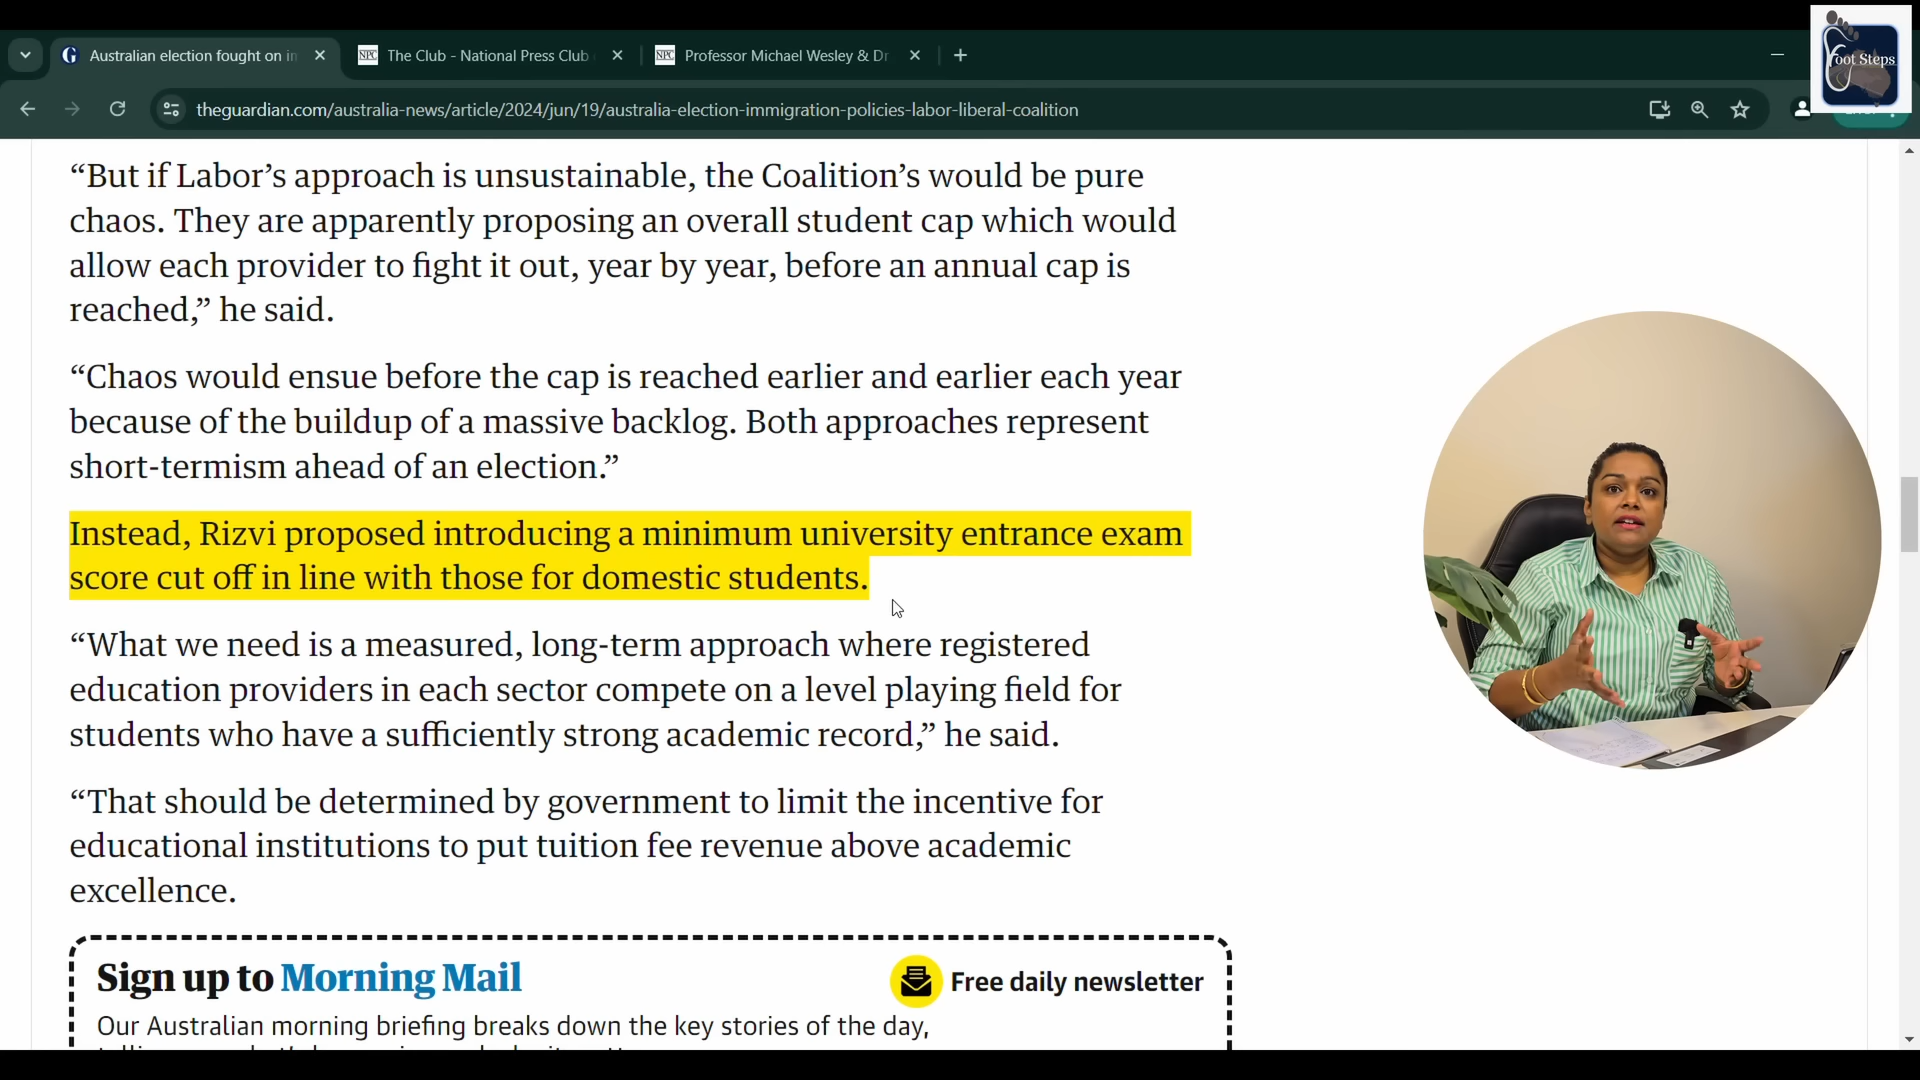 Australian election fought on i
The Club - National Press Club
Professor Michael Wesley & Dr
Foot Steps
theguardian.com/australia-news/article/2024/jun/19/australia-election-immigration-policies-labor-liberal-coalition
“But if Labor’s approach is unsustainable, the Coalition’s would be pure
chaos. They are apparently proposing an overall student cap which would
allow each provider to fight it out, year by year, before an annual cap is
reached,” he said.
“Chaos would ensue before the cap is reached earlier and earlier each year
because of the buildup of a massive backlog. Both approaches represent
short-termism ahead of an election.”
Instead, Rizvi proposed introducing a minimum university entrance exam
score cut off in line with those for domestic students.
“What we need is a measured, long-term approach where registered
education providers in each sector compete on a level playing field for
students who have a sufficiently strong academic record,” he said.
“That should be determined by government to limit the incentive for
educational institutions to put tuition fee revenue above academic
excellence.
Sign up to Morning Mail
Free daily newsletter
Our Australian morning briefing breaks down the key stories of the day,